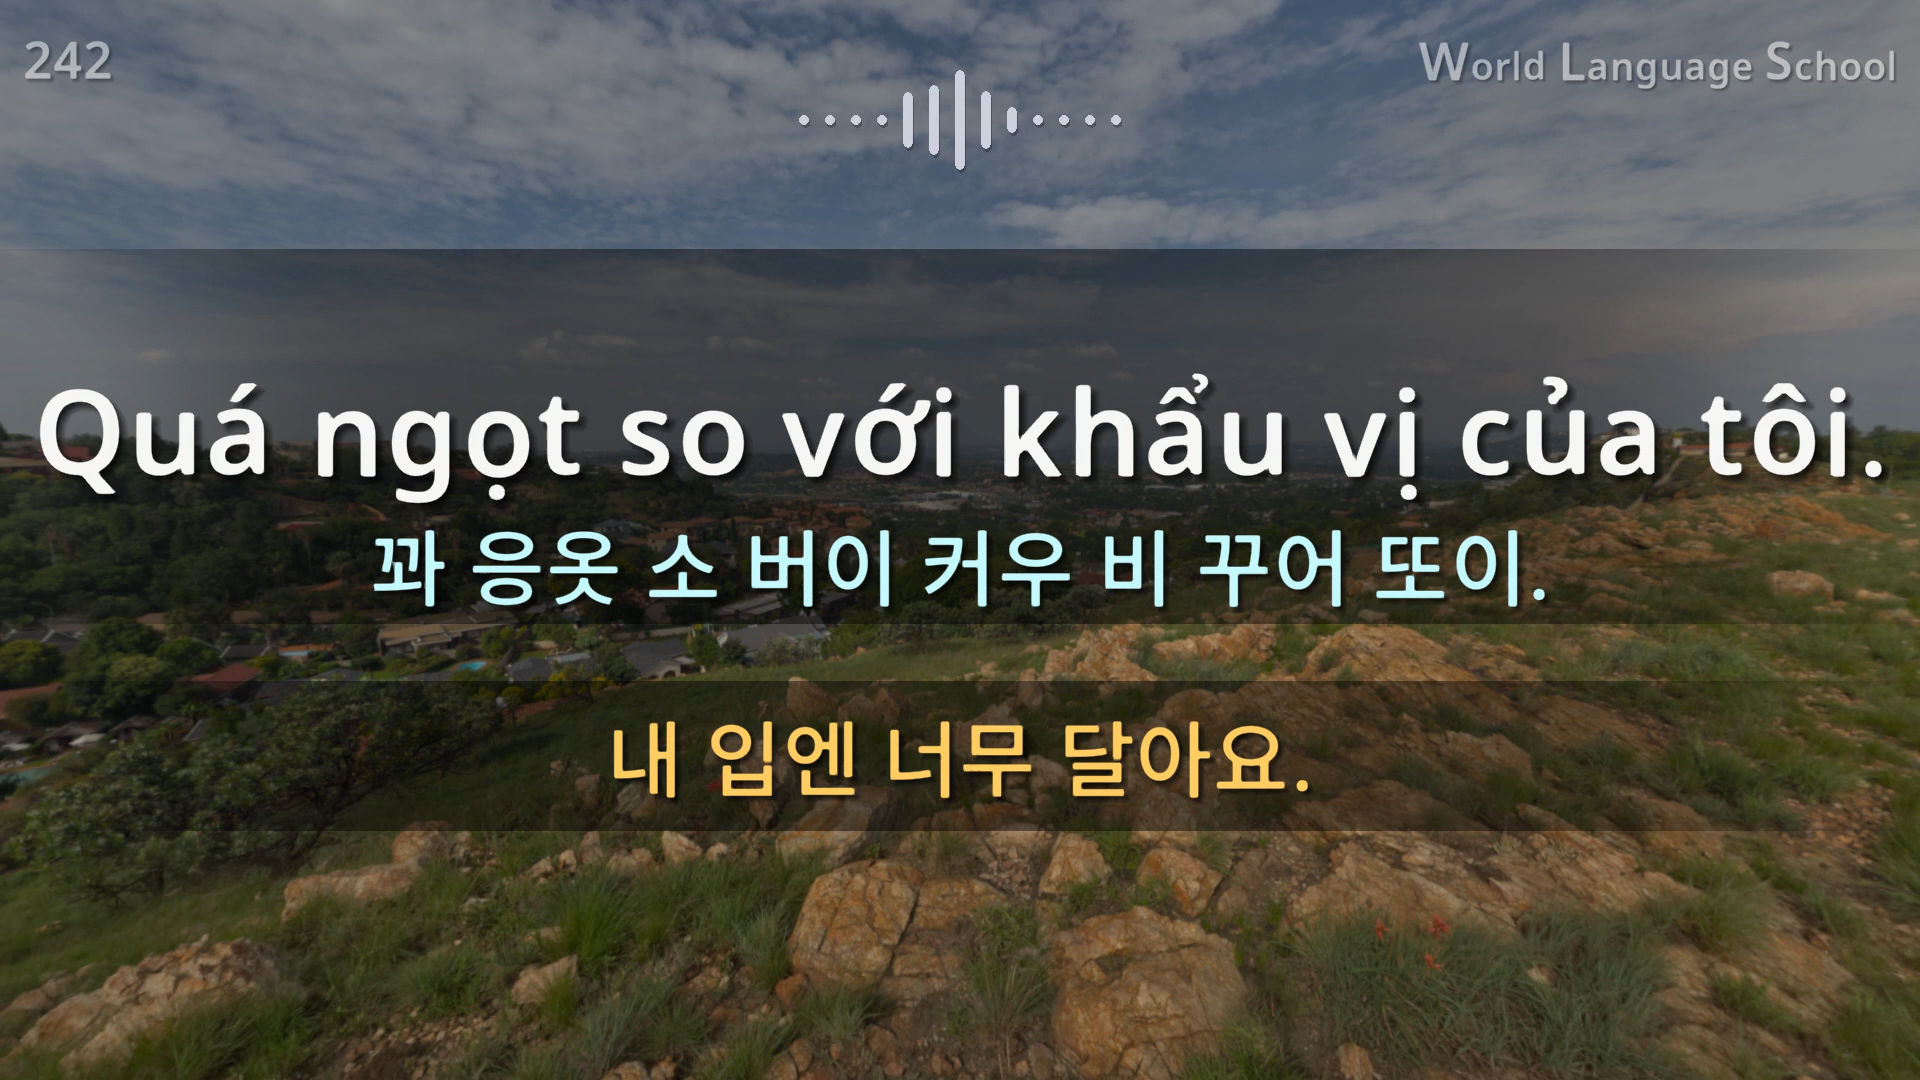 242
World Language School
Quá ngọt so với khẩu vị của tôi.
꽈 응옷 소 버이 커우 비 꾸어 또이.
내 입엔 너무 달아요.